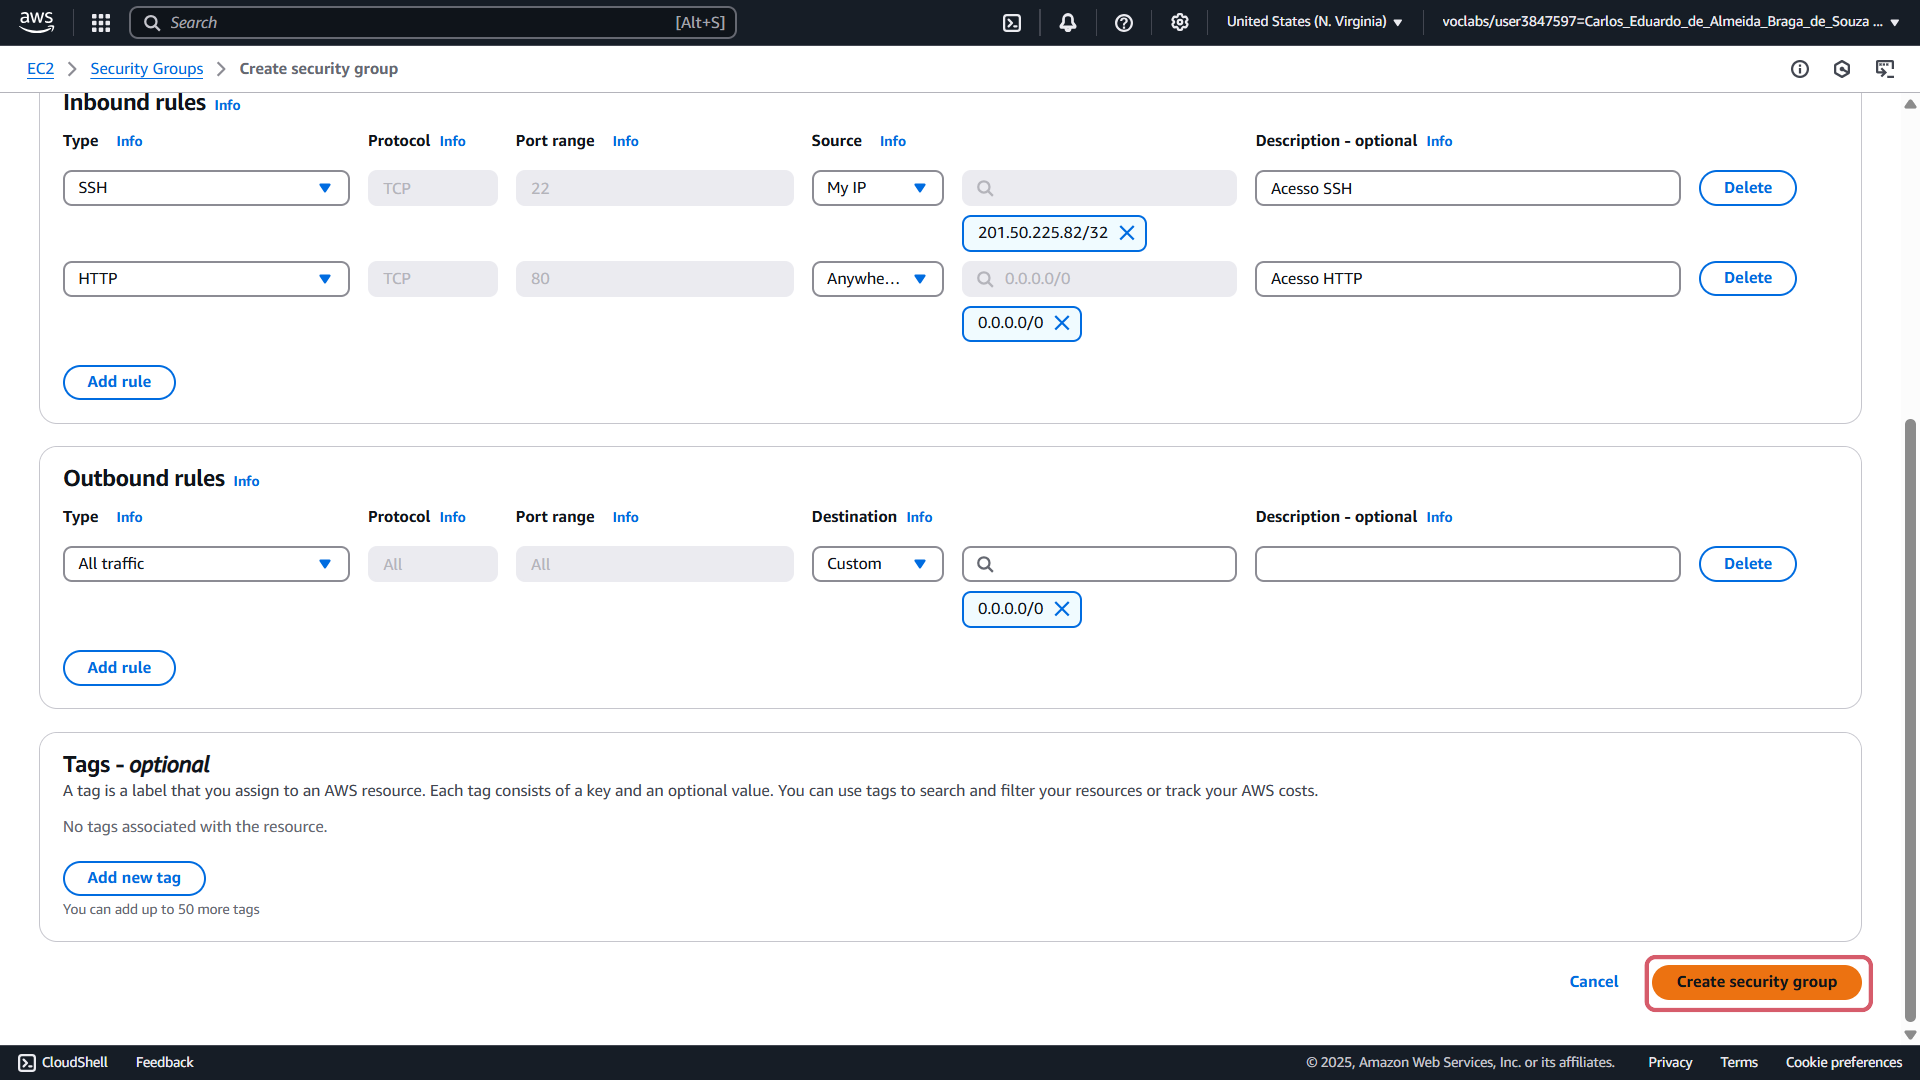 aws Search [Alt+S] United States (N. Virginia) voclabs/user3847597=Carlos_Eduardo_de_Almeida_Braga_de_Souza ...
EC2 Security Groups Create security group
Inbound rules Info
Type Info Protocol Info Port range Info Source Info Description - optional Info
SSH TCP 22 My IP Acesso SSH Delete
201.50.225.82/32
HTTP TCP 80 Anywhe... 0.0.0.0/0 Acesso HTTP Delete
0.0.0.0/0
Add rule
Outbound rules Info
Type Info Protocol Info Port range Info Destination Info Description - optional Info
All traffic All All Custom Delete
0.0.0.0/0
Add rule
Tags - optional
A tag is a label that you assign to an AWS resource. Each tag consists of a key and an optional value. You can use tags to search and filter your resources or track your AWS costs.
No tags associated with the resource.
Add new tag
You can add up to 50 more tags
Cancel Create security group
CloudShell Feedback © 2025, Amazon Web Services, Inc. or its affiliates. Privacy Terms Cookie preferences